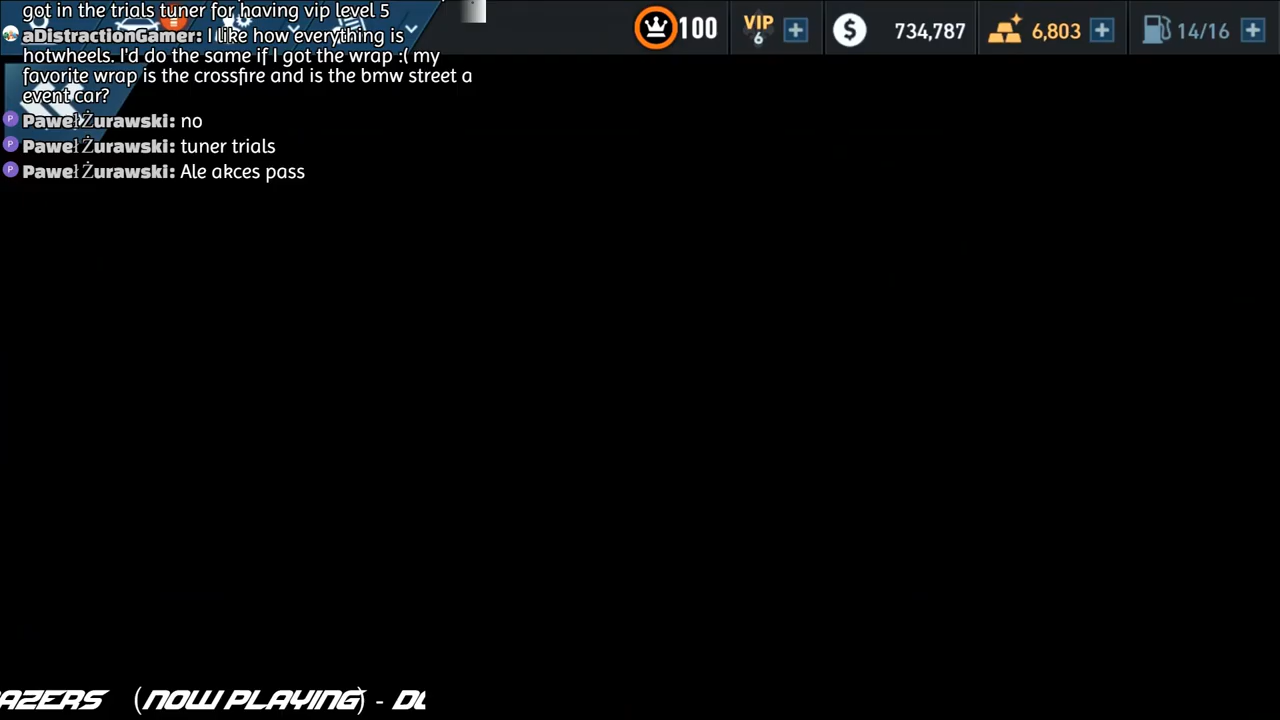 got in the trials tuner for having vip level 5
aDistractionGamer: I like how everything is
hotwheels. I'd do the same if I got the wrap :( my
favorite wrap is the crossfire and is the bmw street a
event car?
Paweł Żurawski: no
Paweł Żurawski: tuner trials
Paweł Żurawski: Ale akces pass
100
VIP
6
734,787
6,803
14/16
AZERS (NOW PLAYING) -